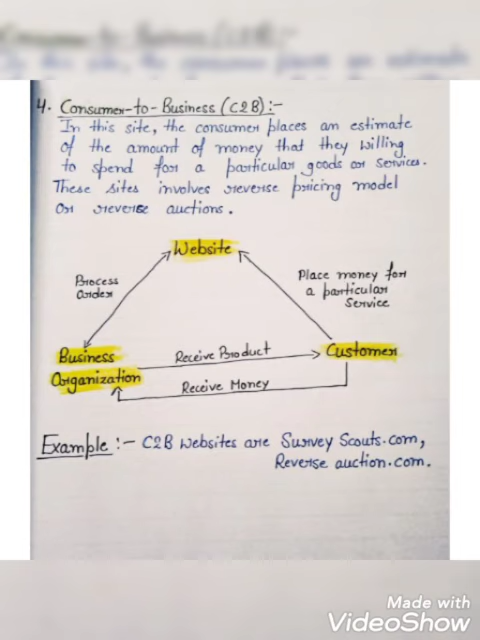 4. Consumer-to-Business (C2B) :-
In this site, the consumer places an estimate
of the amount of money that they willing
to spend for a particular goods or services.
These sites involves reverse pricing model
or reverse auctions.
Website
Process
order
Place money for
a particular
Service
Business
Organization
Receive Product
Customer
Receive Money
Example :- C2B websites are Survey Scouts.com,
Reverse auction.com.
Made with
VideoShow